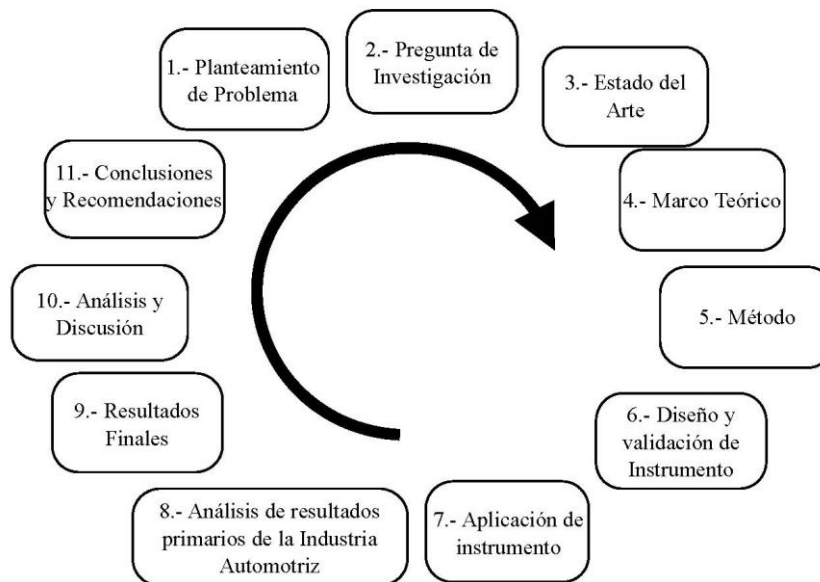 1.- Planteamiento
de Problema
2.- Pregunta de
Investigación
3.- Estado del
Arte
4.- Marco Teórico
5.- Método
6.- Diseño y
validación de
Instrumento
7.- Aplicación de
instrumento
8.- Análisis de resultados
primarios de la Industria
Automotriz
9.- Resultados
Finales
10.- Análisis y
Discusión
11.- Conclusiones
y Recomendaciones